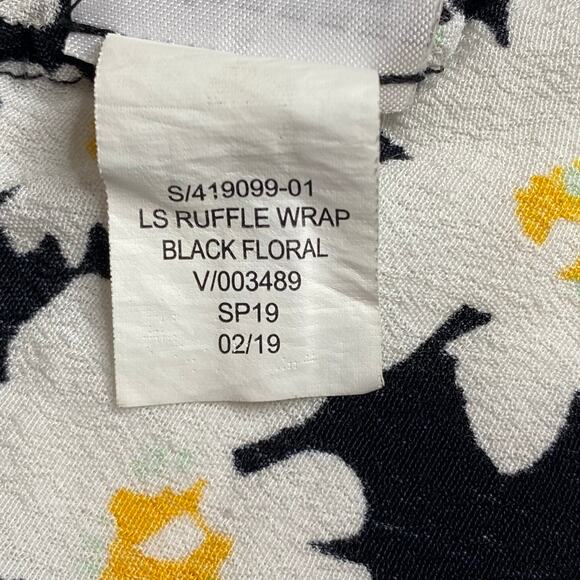 S/419099-01
LS RUFFLE WRAP
BLACK FLORAL
V/003489
SP19
02/19